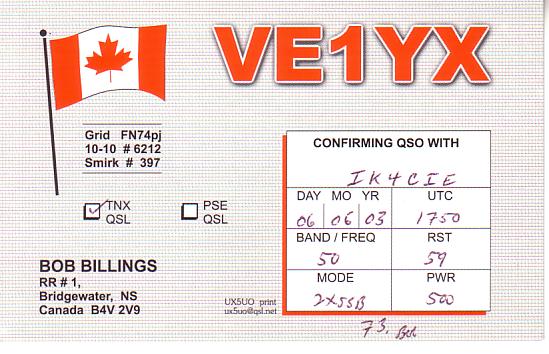 VE1YX
Grid FN74pj
10-10 # 6212
Smirk # 397
TNX QSL
PSE QSL
BOB BILLINGS
RR # 1,
Bridgewater, NS
Canada B4V 2V9
UX5UO print
ux5uo@qsl.net
CONFIRMING QSO WITH
IK4CIE
DAY MO YR UTC
06 06 03 1750
BAND / FREQ RST
50 59
MODE PWR
2XSSB 500
73, Bob